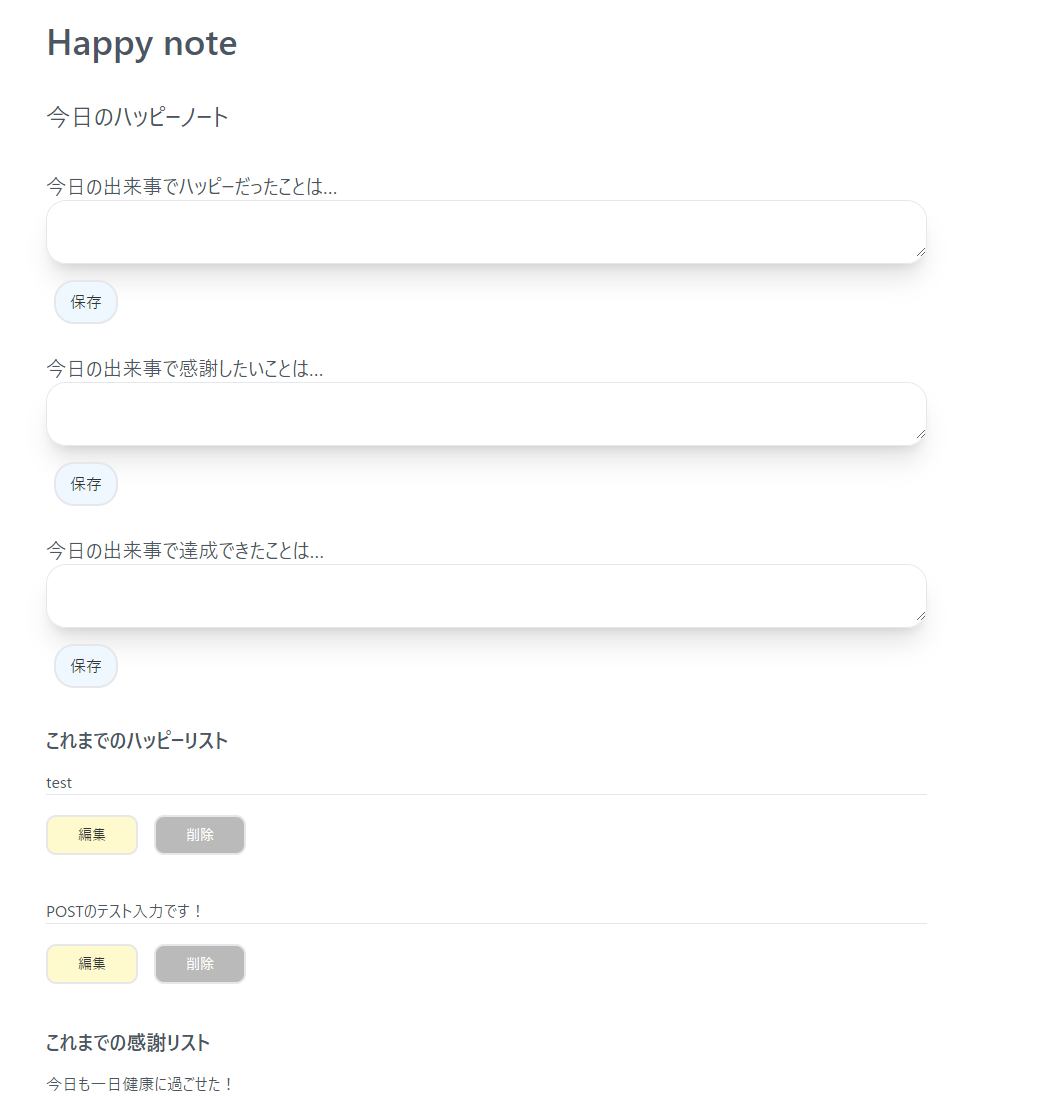 Happy note
今日のハッピーノート
今日の出来事でハッピーだったことは...
保存
今日の出来事で感謝したいことは...
保存
今日の出来事で達成できたことは...
保存
これまでのハッピーリスト
test
編集 削除
POSTのテスト入力です！
編集 削除
これまでの感謝リスト
今日も一日健康に過ごせた！